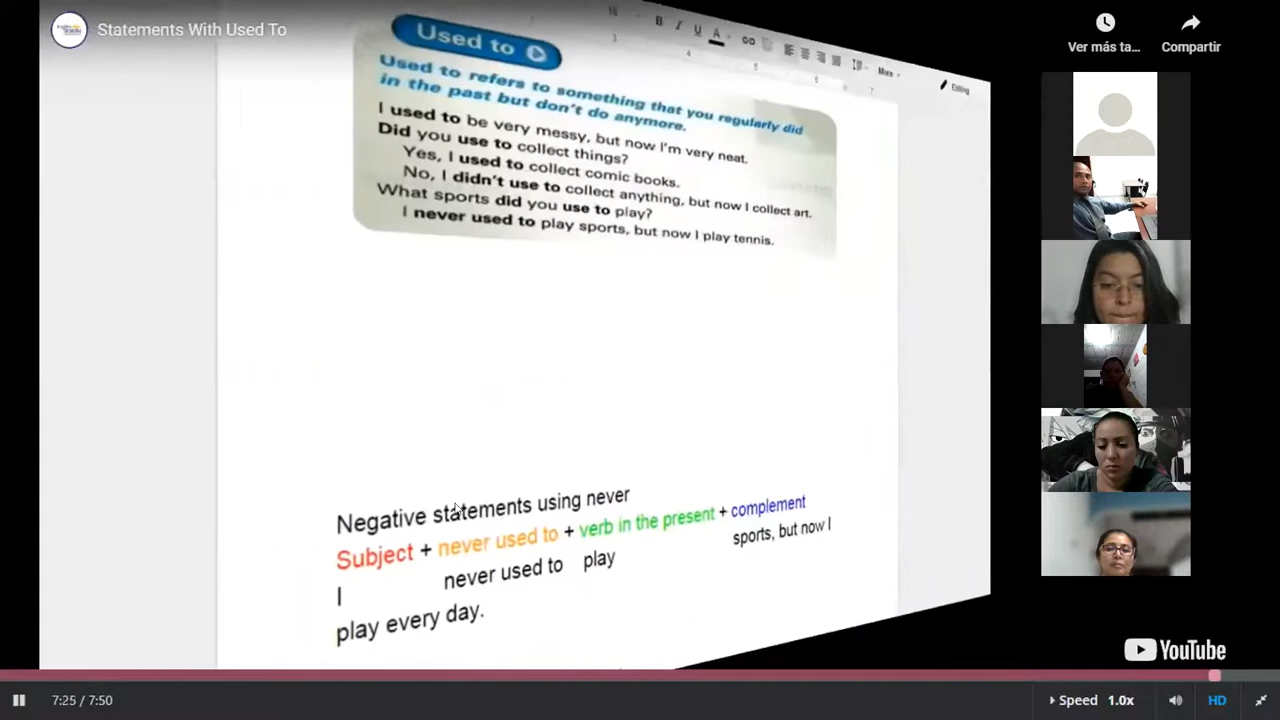 Statements With Used To
Ver más ta...
Compartir
More
Editing
Used to
Used to refers to something that you regularly did
in the past but don't do anymore.
I used to be very messy, but now I'm very neat.
Did you use to collect things?
Yes, I used to collect comic books.
No, I didn't use to collect anything, but now I collect art.
What sports did you use to play?
I never used to play sports, but now I play tennis.
Negative statements using never
Subject + never used to + verb in the present + complement
I never used to play sports, but now I
play every day.
YouTube
7:25 / 7:50
Speed 1.0x
HD